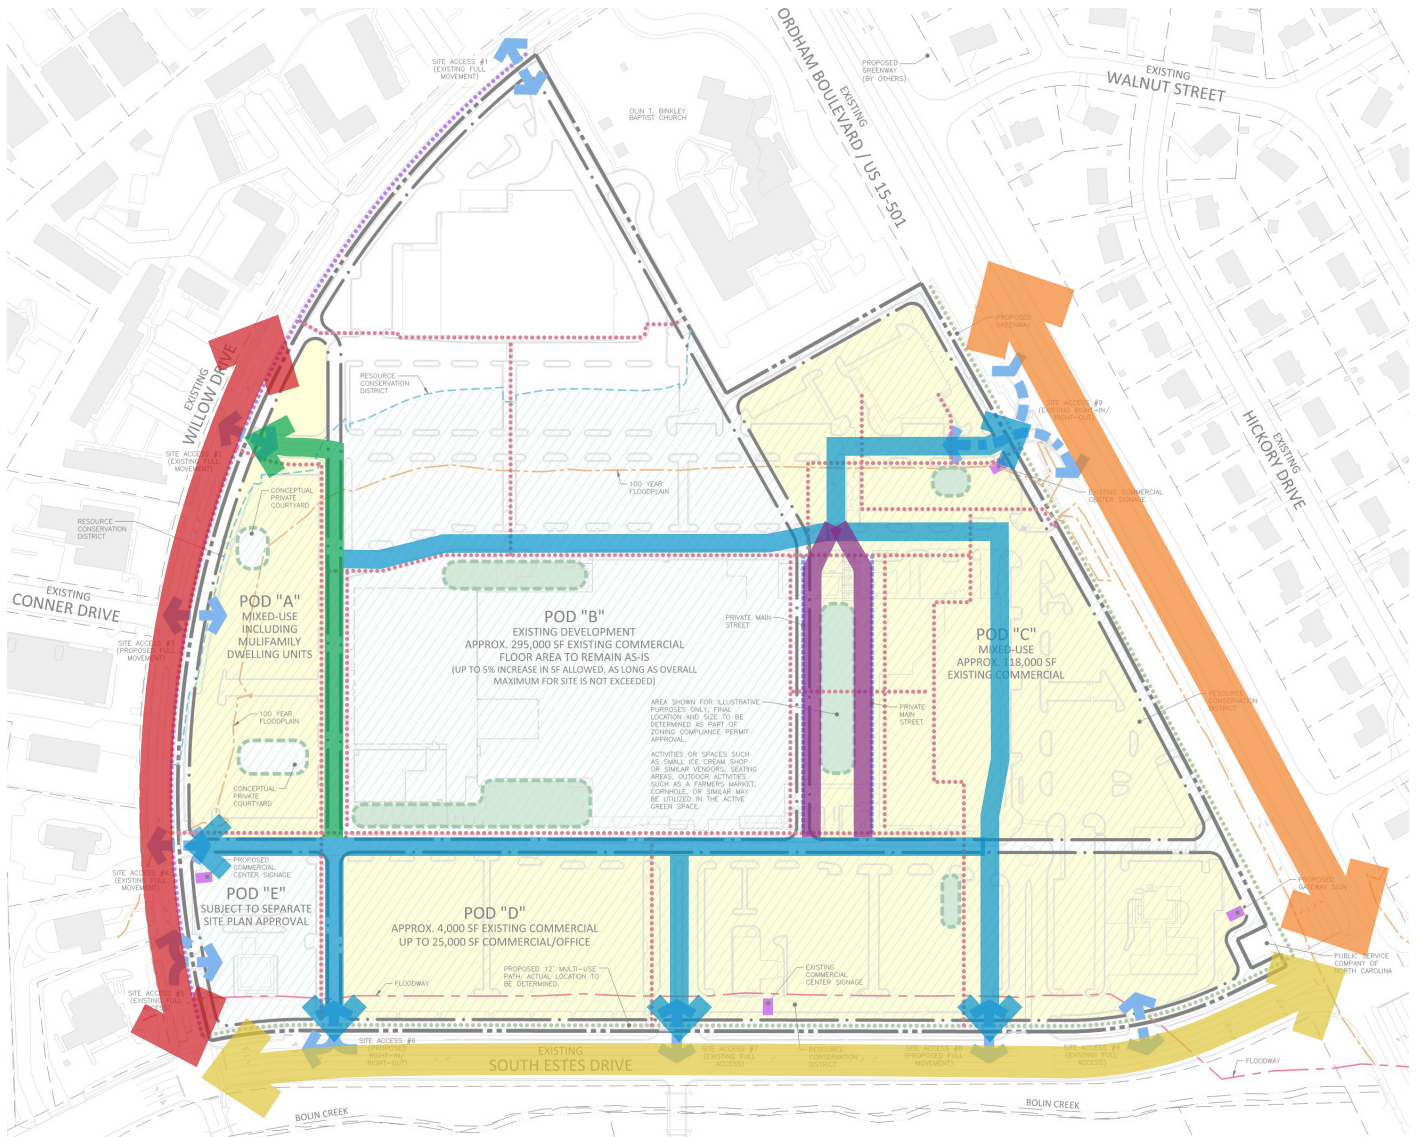 SITE ACCESS #1
(EXISTING FULL
MOVEMENT)
OLIN T. BINKLEY
BAPTIST CHURCH
EXISTING
ORDHAM BOULEVARD / US 15-501
PROPOSED
GREENWAY
(BY OTHERS)
EXISTING
WALNUT STREET
PROPOSED
GREENWAY
EXISTING
WILLOW DRIVE
RESOURCE
CONSERVATION
DISTRICT
SITE ACCESS #9
(EXISTING RIGHT-IN/
RIGHT-OUT)
EXISTING
HICKORY DRIVE
SITE ACCESS #2
(EXISTING FULL
MOVEMENT)
100 YEAR
FLOODPLAIN
EXISTING COMMERCIAL
CENTER SIGNAGE
CONCEPTUAL
PRIVATE
COURTYARD
RESOURCE
CONSERVATION
DISTRICT
EXISTING
CONNER DRIVE
POD "A"
MIXED-USE
INCLUDING
MULIFAMILY
DWELLING UNITS
SITE ACCESS #3
(PROPOSED FULL
MOVEMENT)
POD "B"
EXISTING DEVELOPMENT
APPROX. 295,000 SF EXISTING COMMERCIAL
FLOOR AREA TO REMAIN AS-IS
(UP TO 5% INCREASE IN SF ALLOWED, AS LONG AS OVERALL
MAXIMUM FOR SITE IS NOT EXCEEDED)
PRIVATE MAIN
STREET
POD "C"
MIXED-USE
APPROX. 118,000 SF
EXISTING COMMERCIAL
RESOURCE
CONSERVATION
DISTRICT
100 YEAR
FLOODPLAIN
AREA SHOWN FOR ILLUSTRATIVE
PURPOSES ONLY, FINAL
LOCATION AND SIZE TO BE
DETERMINED AS PART OF
ZONING COMPLIANCE PERMIT
APPROVAL.
PRIVATE
MAIN
STREET
ACTIVITIES OR SPACES SUCH
AS SMALL ICE CREAM SHOP
OR SIMILAR VENDORS, SEATING
AREAS, OUTDOOR ACTIVITIES
SUCH AS A FARMERS MARKET,
CORNHOLE, OR SIMILAR MAY
BE UTILIZED IN THE ACTIVE
GREEN SPACE.
CONCEPTUAL
PRIVATE
COURTYARD
PROPOSED
COMMERCIAL
CENTER SIGNAGE
SITE ACCESS #4
(EXISTING FULL
MOVEMENT)
POD "E"
SUBJECT TO SEPARATE
SITE PLAN APPROVAL
POD "D"
APPROX. 4,000 SF EXISTING COMMERCIAL
UP TO 25,000 SF COMMERCIAL/OFFICE
PROPOSED
GATEWAY SIGN
PUBLIC SERVICE
COMPANY OF
NORTH CAROLINA
FLOODWAY
PROPOSED 12' MULTI-USE
PATH. ACTUAL LOCATION TO
BE DETERMINED.
EXISTING
COMMERCIAL
CENTER SIGNAGE
SITE ACCESS #5
(EXISTING FULL
SITE ACCESS #6
(PROPOSED
RIGHT-IN/
RIGHT-OUT)
EXISTING
SOUTH ESTES DRIVE
SITE ACCESS #7
(EXISTING FULL
ACCESS)
RESOURCE
CONSERVATION
DISTRICT
SITE ACCESS #8
(PROPOSED FULL
MOVEMENT)
SITE ACCESS
(EXISTING FULL
ACCESS)
FLOODWAY
BOLIN CREEK
BOLIN CREEK